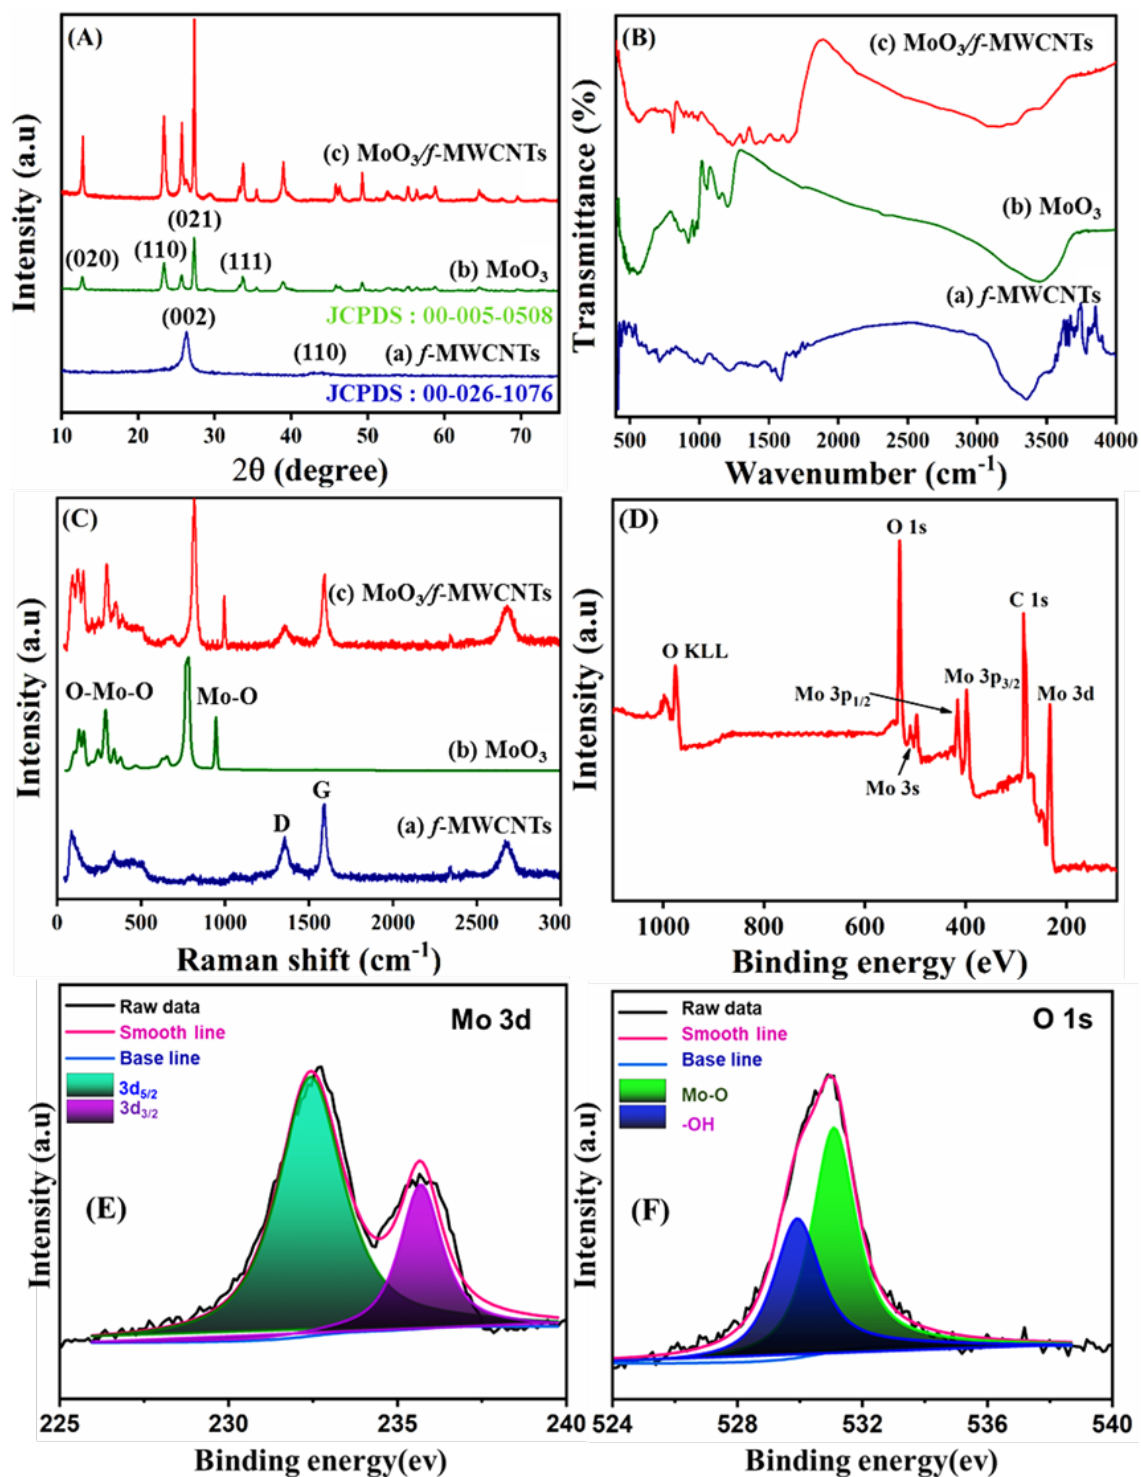 (A)
(c) MoO₃/f-MWCNTs
(021)
(020)
(110)
(111)
(b) MoO₃
JCPDS : 00-005-0508
(002)
(110)
(a) f-MWCNTs
JCPDS : 00-026-1076
10 20 30 40 50 60 70
2θ (degree)
Intensity (a.u)
(B)
(c) MoO₃/f-MWCNTs
(b) MoO₃
(a) f-MWCNTs
500 1000 1500 2000 2500 3000 3500 4000
Wavenumber (cm⁻¹)
Transmittance (%)
(C)
(c) MoO₃/f-MWCNTs
O-Mo-O
Mo-O
(b) MoO₃
D
G
(a) f-MWCNTs
0 500 1000 1500 2000 2500 3000
Raman shift (cm⁻¹)
Intensity (a.u)
(D)
O 1s
C 1s
O KLL
Mo 3p₁/₂
Mo 3p₃/₂
Mo 3d
Mo 3s
1000 800 600 400 200
Binding energy (eV)
Intensity (a.u)
Raw data
Smooth line
Base line
3d₅/₂
3d₃/₂
Mo 3d
(E)
225 230 235 240
Binding energy(ev)
Intensity (a.u)
Raw data
Smooth line
Base line
Mo-O
-OH
O 1s
(F)
524 528 532 536 540
Binding energy(ev)
Intensity (a.u)